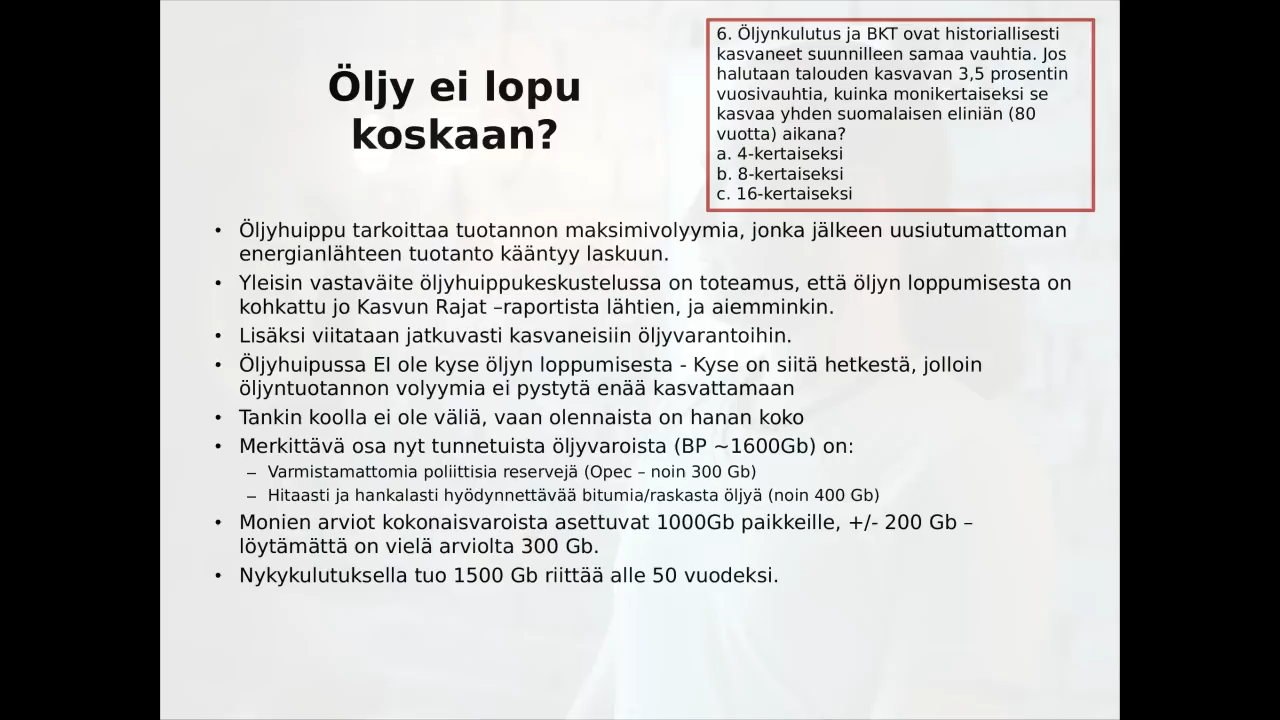 Öljy ei lopu
koskaan?
6. Öljynkulutus ja BKT ovat historiallisesti
kasvaneet suunnilleen samaa vauhtia. Jos
halutaan talouden kasvavan 3,5 prosentin
vuosivauhtia, kuinka monikertaiseksi se
kasvaa yhden suomalaisen eliniän (80
vuotta) aikana?
a. 4-kertaiseksi
b. 8-kertaiseksi
c. 16-kertaiseksi
• Öljyhuippu tarkoittaa tuotannon maksimivolyymia, jonka jälkeen uusiutumattoman
energianlähteen tuotanto kääntyy laskuun.
• Yleisin vastaväite öljyhuippukeskustelussa on toteamus, että öljyn loppumisesta on
kohkattu jo Kasvun Rajat –raportista lähtien, ja aiemminkin.
• Lisäksi viitataan jatkuvasti kasvaneisiin öljyvarantoihin.
• Öljyhuipussa EI ole kyse öljyn loppumisesta - Kyse on siitä hetkestä, jolloin
öljyntuotannon volyymia ei pystytä enää kasvattamaan
• Tankin koolla ei ole väliä, vaan olennaista on hanan koko
• Merkittävä osa nyt tunnetuista öljyvaroista (BP ~1600Gb) on:
– Varmistamattomia poliittisia reservejä (Opec – noin 300 Gb)
– Hitaasti ja hankalasti hyödynnettävää bitumia/raskasta öljyä (noin 400 Gb)
• Monien arviot kokonaisvaroista asettuvat 1000Gb paikkeille, +/- 200 Gb –
löytämättä on vielä arviolta 300 Gb.
• Nykykulutuksella tuo 1500 Gb riittää alle 50 vuodeksi.